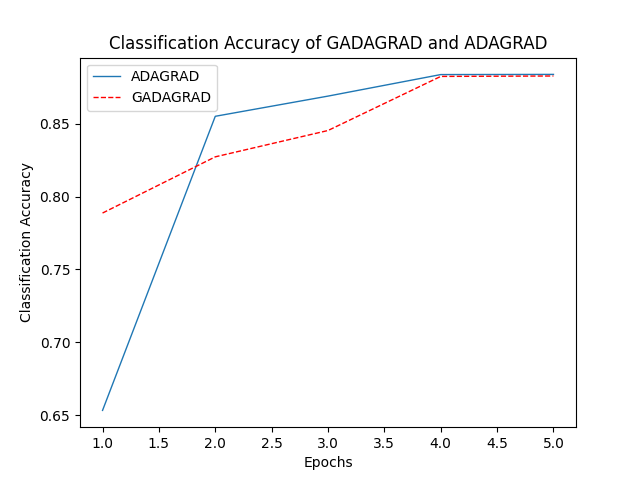 Classification Accuracy of GADAGRAD and ADAGRAD
ADAGRAD
GADAGRAD
Classification Accuracy
0.85
0.80
0.75
0.70
0.65
1.0 1.5 2.0 2.5 3.0 3.5 4.0 4.5 5.0
Epochs